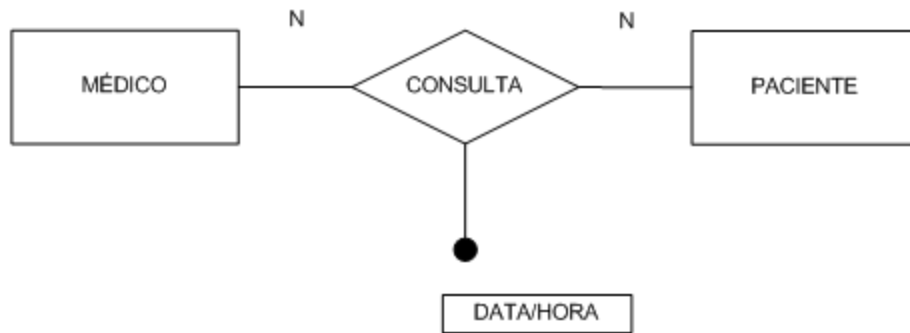 N
N
MÉDICO
CONSULTA
PACIENTE
DATA/HORA